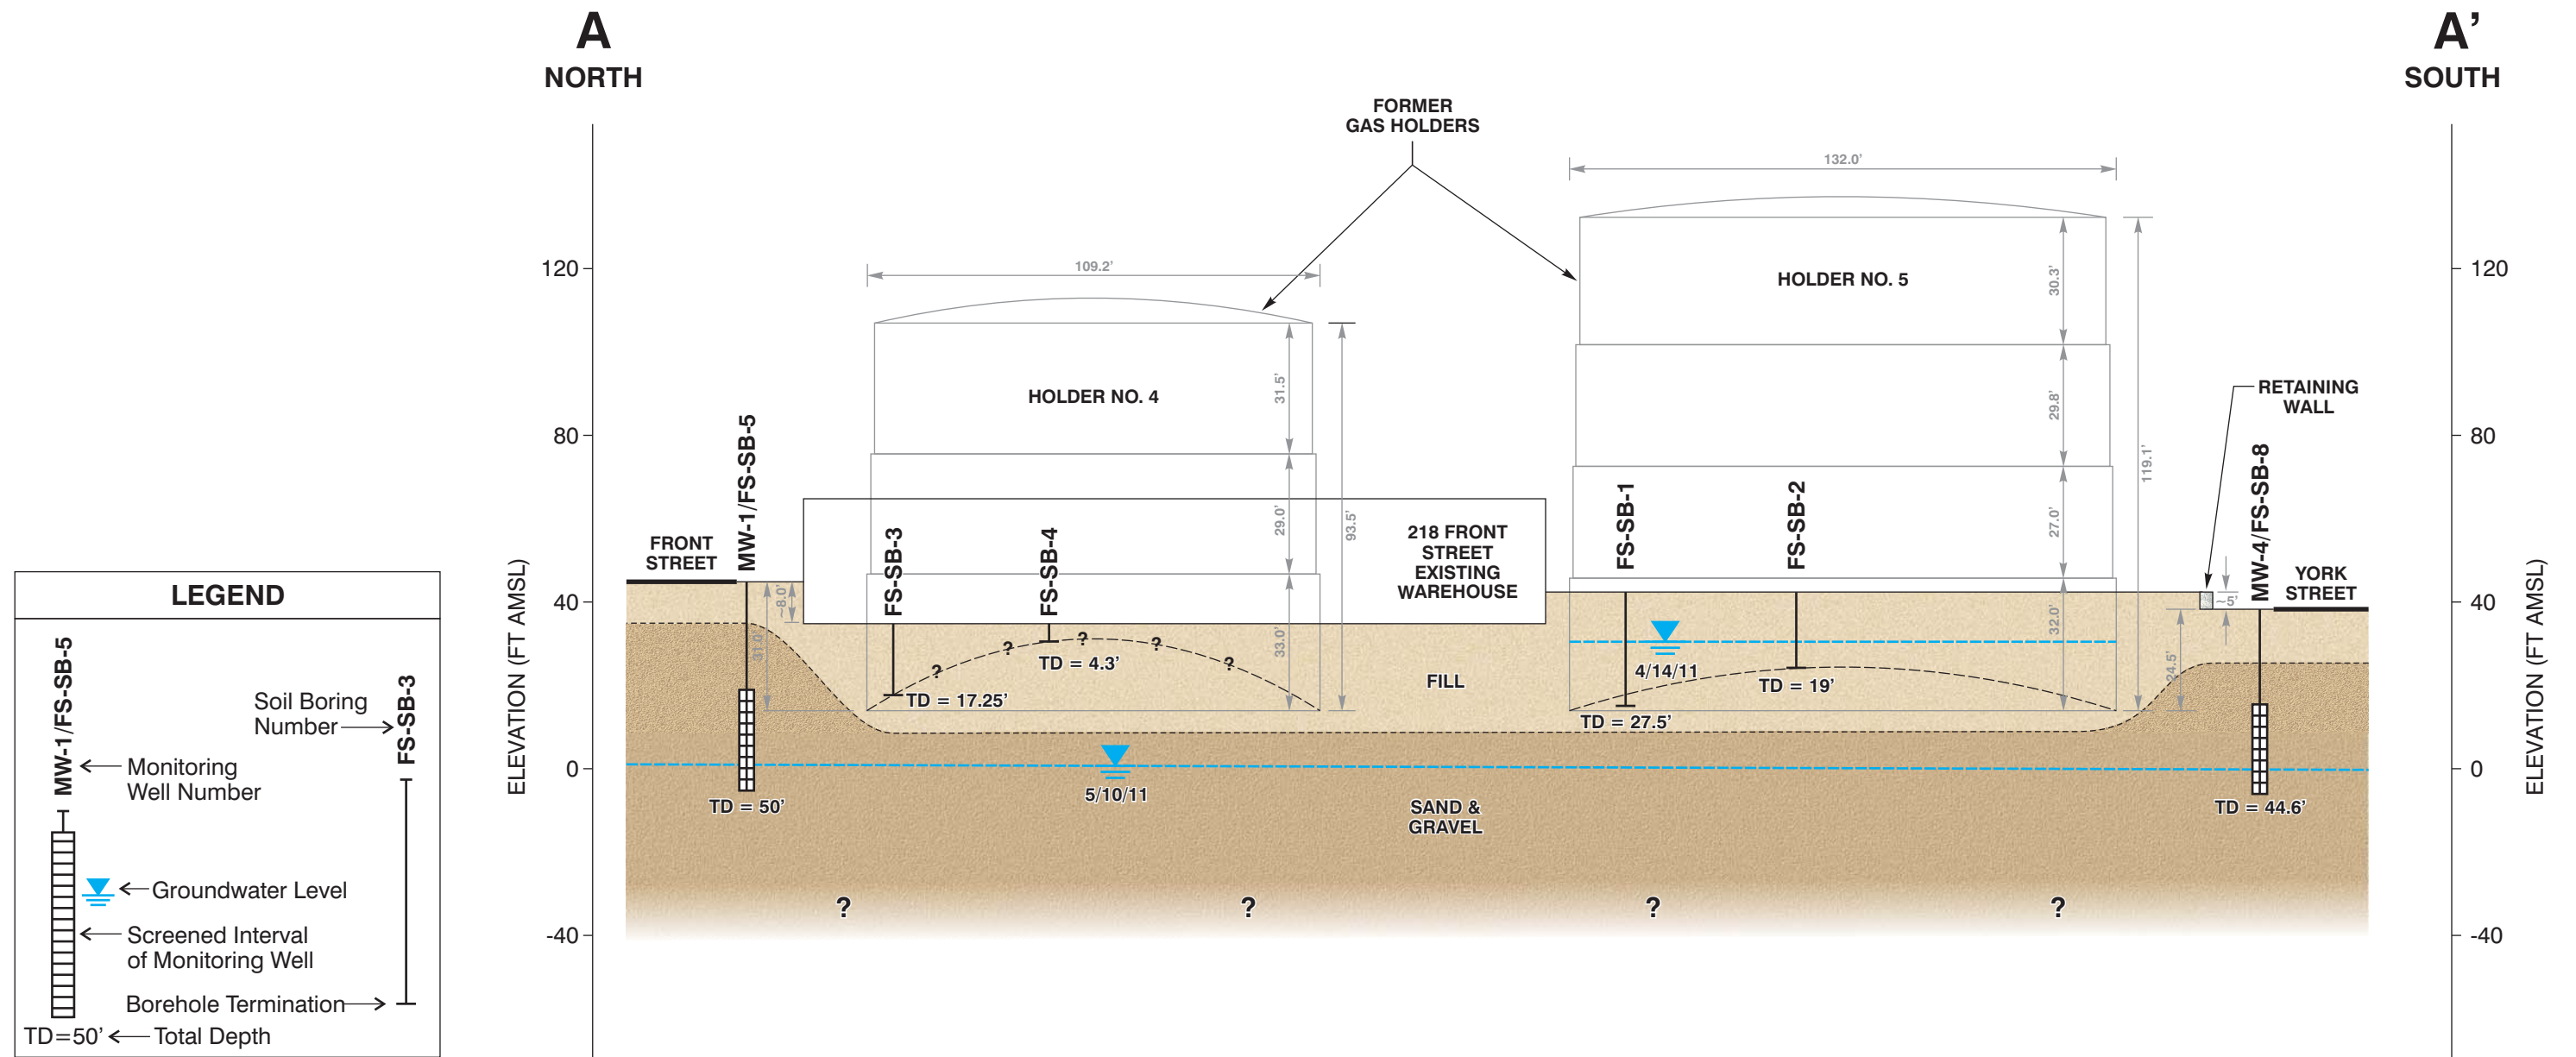 A
NORTH
A’
SOUTH
FORMER
GAS HOLDERS
132.0’
109.2’
120
80
40
0
-40
ELEVATION (FT AMSL)
HOLDER NO. 4
31.5’
29.0’
33.0’
93.5’
HOLDER NO. 5
30.3’
29.8’
27.0’
32.0’
119.1’
RETAINING
WALL
FRONT
STREET
MW-1/FS-SB-5
~8.0’
31.0’
FS-SB-3
FS-SB-4
218 FRONT
STREET
EXISTING
WAREHOUSE
FS-SB-1
FS-SB-2
MW-4/FS-SB-8
YORK
STREET
~5’
24.5’
?
?
?
?
?
TD = 4.3’
TD = 17.25’
FILL
4/14/11
TD = 19’
TD = 27.5’
5/10/11
TD = 50’
SAND &
GRAVEL
TD = 44.6’
?
?
?
?
120
80
40
0
-40
ELEVATION (FT AMSL)
LEGEND
MW-1/FS-SB-5
Monitoring
Well Number
Soil Boring
Number
FS-SB-3
Groundwater Level
Screened Interval
of Monitoring Well
Borehole Termination
TD=50’
Total Depth